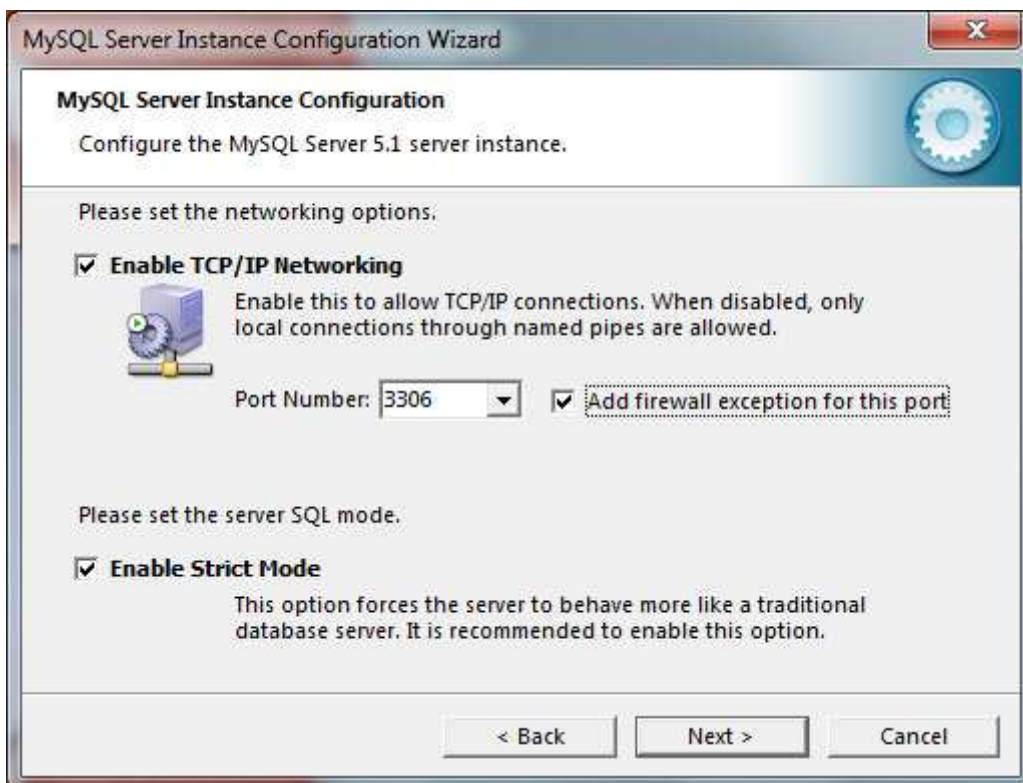 MySQL Server Instance Configuration Wizard
MySQL Server Instance Configuration
Configure the MySQL Server 5.1 server instance.
Please set the networking options.
Enable TCP/IP Networking
Enable this to allow TCP/IP connections. When disabled, only
local connections through named pipes are allowed.
Port Number: 3306 Add firewall exception for this port
Please set the server SQL mode.
Enable Strict Mode
This option forces the server to behave more like a traditional
database server. It is recommended to enable this option.
< Back Next > Cancel